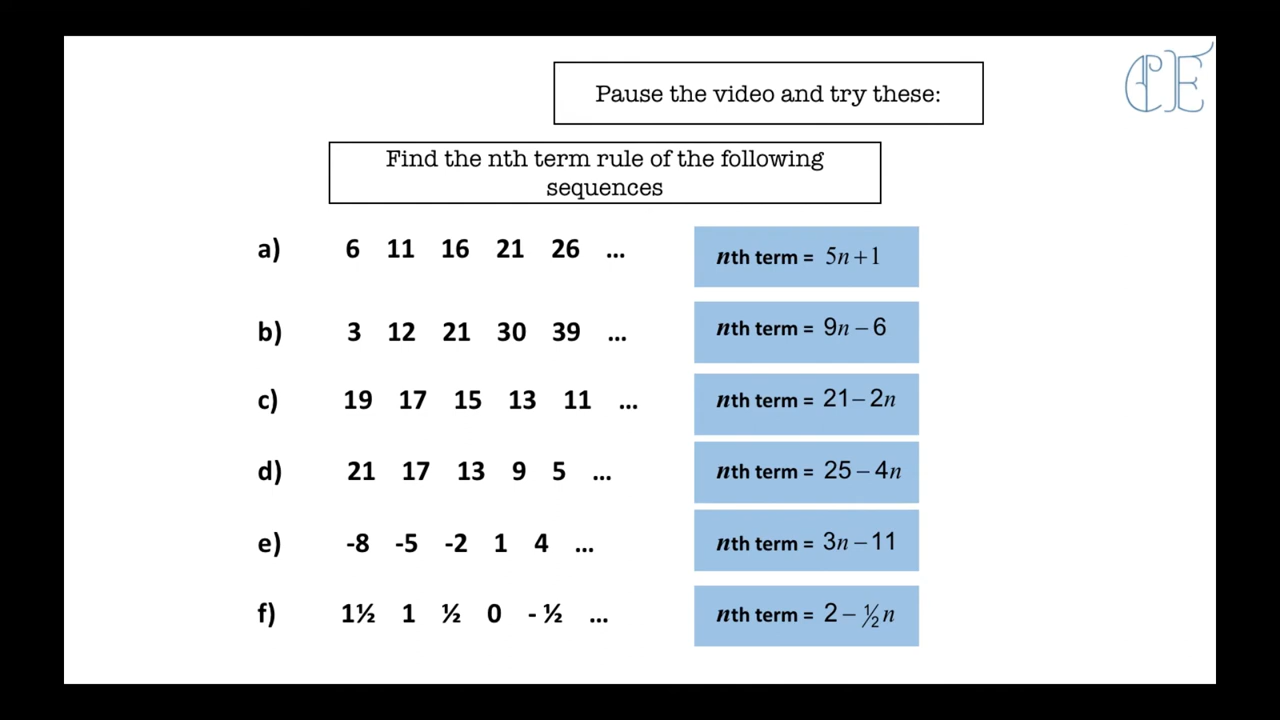 CE
Pause the video and try these:
Find the nth term rule of the following
sequences
a) 6 11 16 21 26 ... nth term = 5n + 1
b) 3 12 21 30 39 ... nth term = 9n − 6
c) 19 17 15 13 11 ... nth term = 21 − 2n
d) 21 17 13 9 5 ... nth term = 25 − 4n
e) -8 -5 -2 1 4 ... nth term = 3n − 11
f) 1½ 1 ½ 0 - ½ ... nth term = 2 − ½n